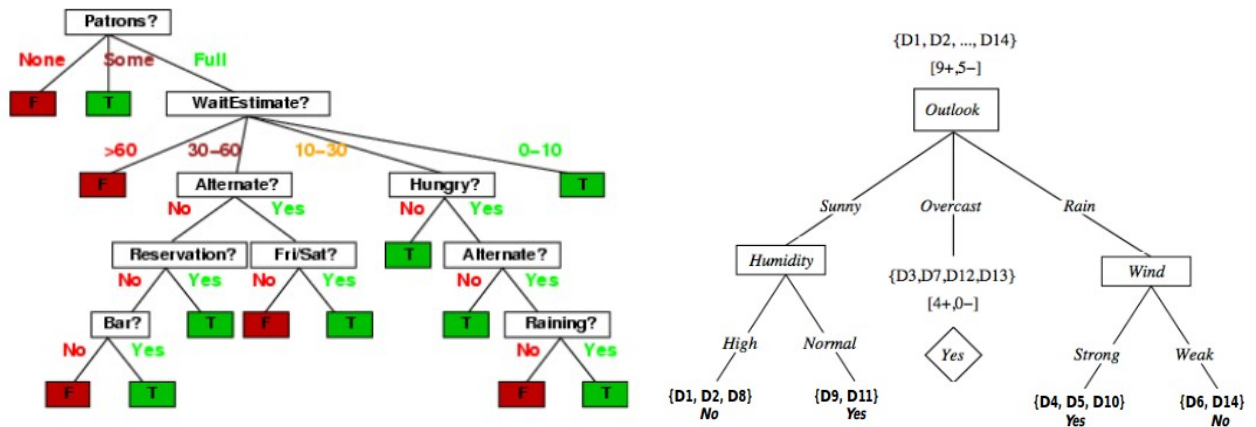 Patrons?
None Some Full
F T WaitEstimate?
>60 30–60 10–30 0–10
F Alternate? Hungry? T
No Yes No Yes
Reservation? Fri/Sat? T Alternate?
No Yes No Yes No Yes
Bar? T F T T Raining?
No Yes No Yes
F T F T
{D1, D2, ..., D14}
[9+,5−]
Outlook
Sunny Overcast Rain
Humidity {D3,D7,D12,D13} Wind
[4+,0−]
High Normal Yes Strong Weak
{D1, D2, D8} {D9, D11} {D4, D5, D10} {D6, D14}
No Yes Yes No